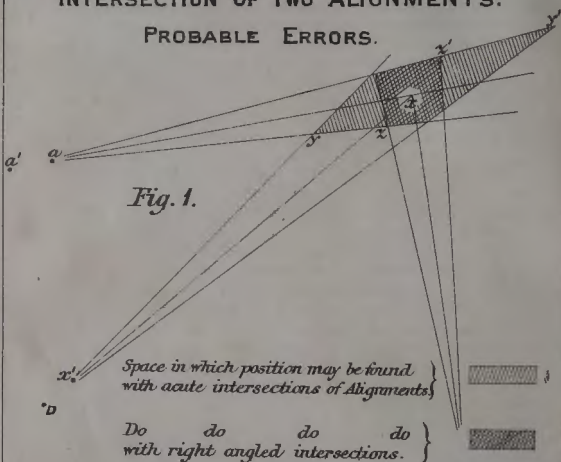 INTERSECTION OF TWO ALIGNMENTS.
PROBABLE ERRORS.
y'
z'
x
y
z
a' a
Fig. 1.
x'
D
Space in which position may be found
with acute intersections of Alignments}
Do do do do
with right angled intersections.}